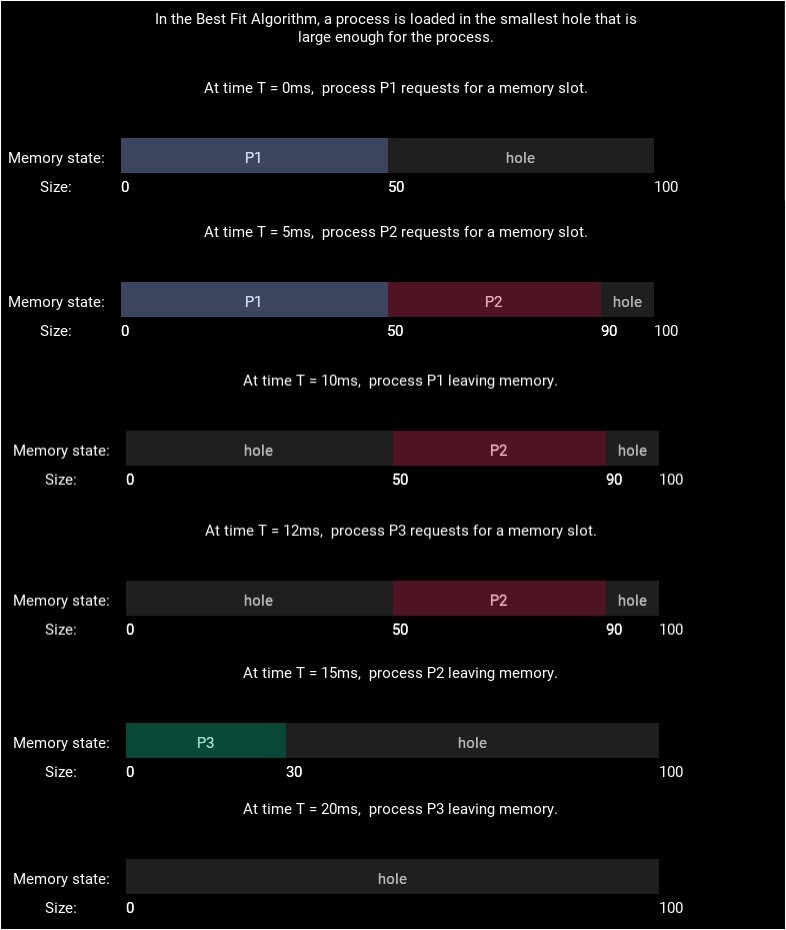 In the Best Fit Algorithm, a process is loaded in the smallest hole that is
large enough for the process.
At time T = 0ms,  process P1 requests for a memory slot.
Memory state: P1 hole
Size: 0 50 100
At time T = 5ms,  process P2 requests for a memory slot.
Memory state: P1 P2 hole
Size: 0 50 90 100
At time T = 10ms,  process P1 leaving memory.
Memory state: hole P2 hole
Size: 0 50 90 100
At time T = 12ms,  process P3 requests for a memory slot.
Memory state: hole P2 hole
Size: 0 50 90 100
At time T = 15ms,  process P2 leaving memory.
Memory state: P3 hole
Size: 0 30 100
At time T = 20ms,  process P3 leaving memory.
Memory state: hole
Size: 0 100